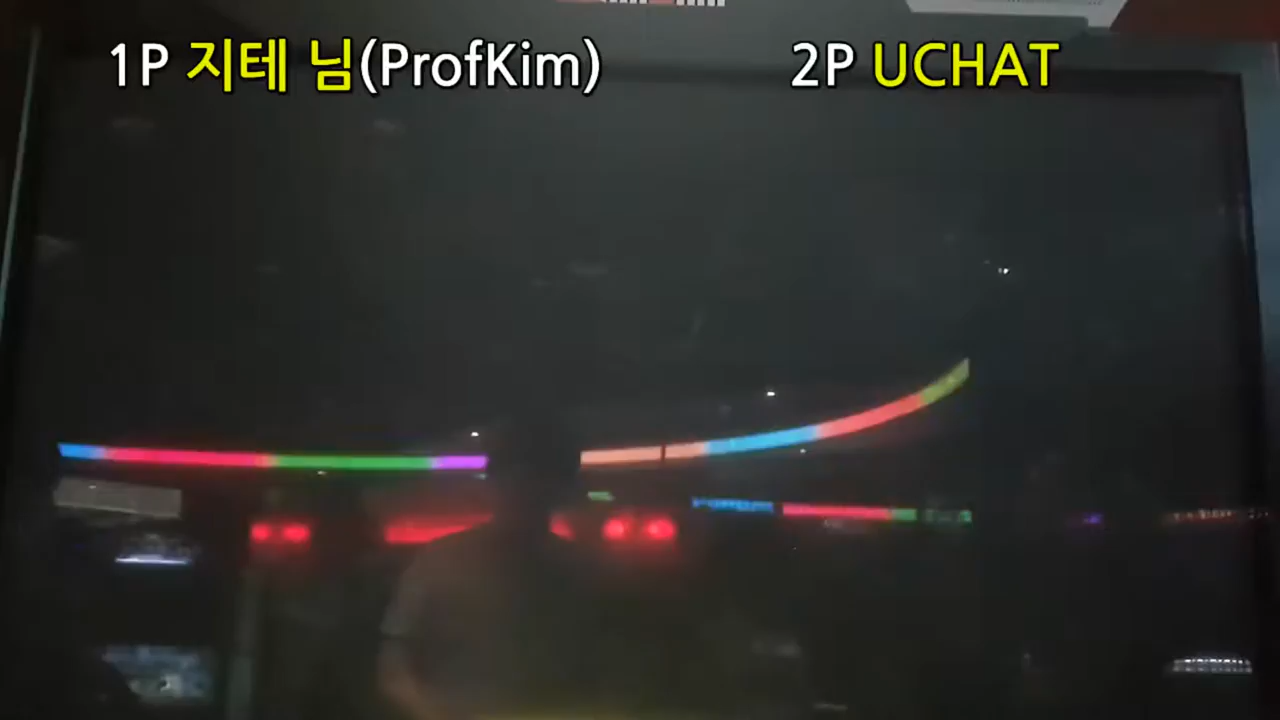 1P 지테 님(ProfKim)
2P UCHAT